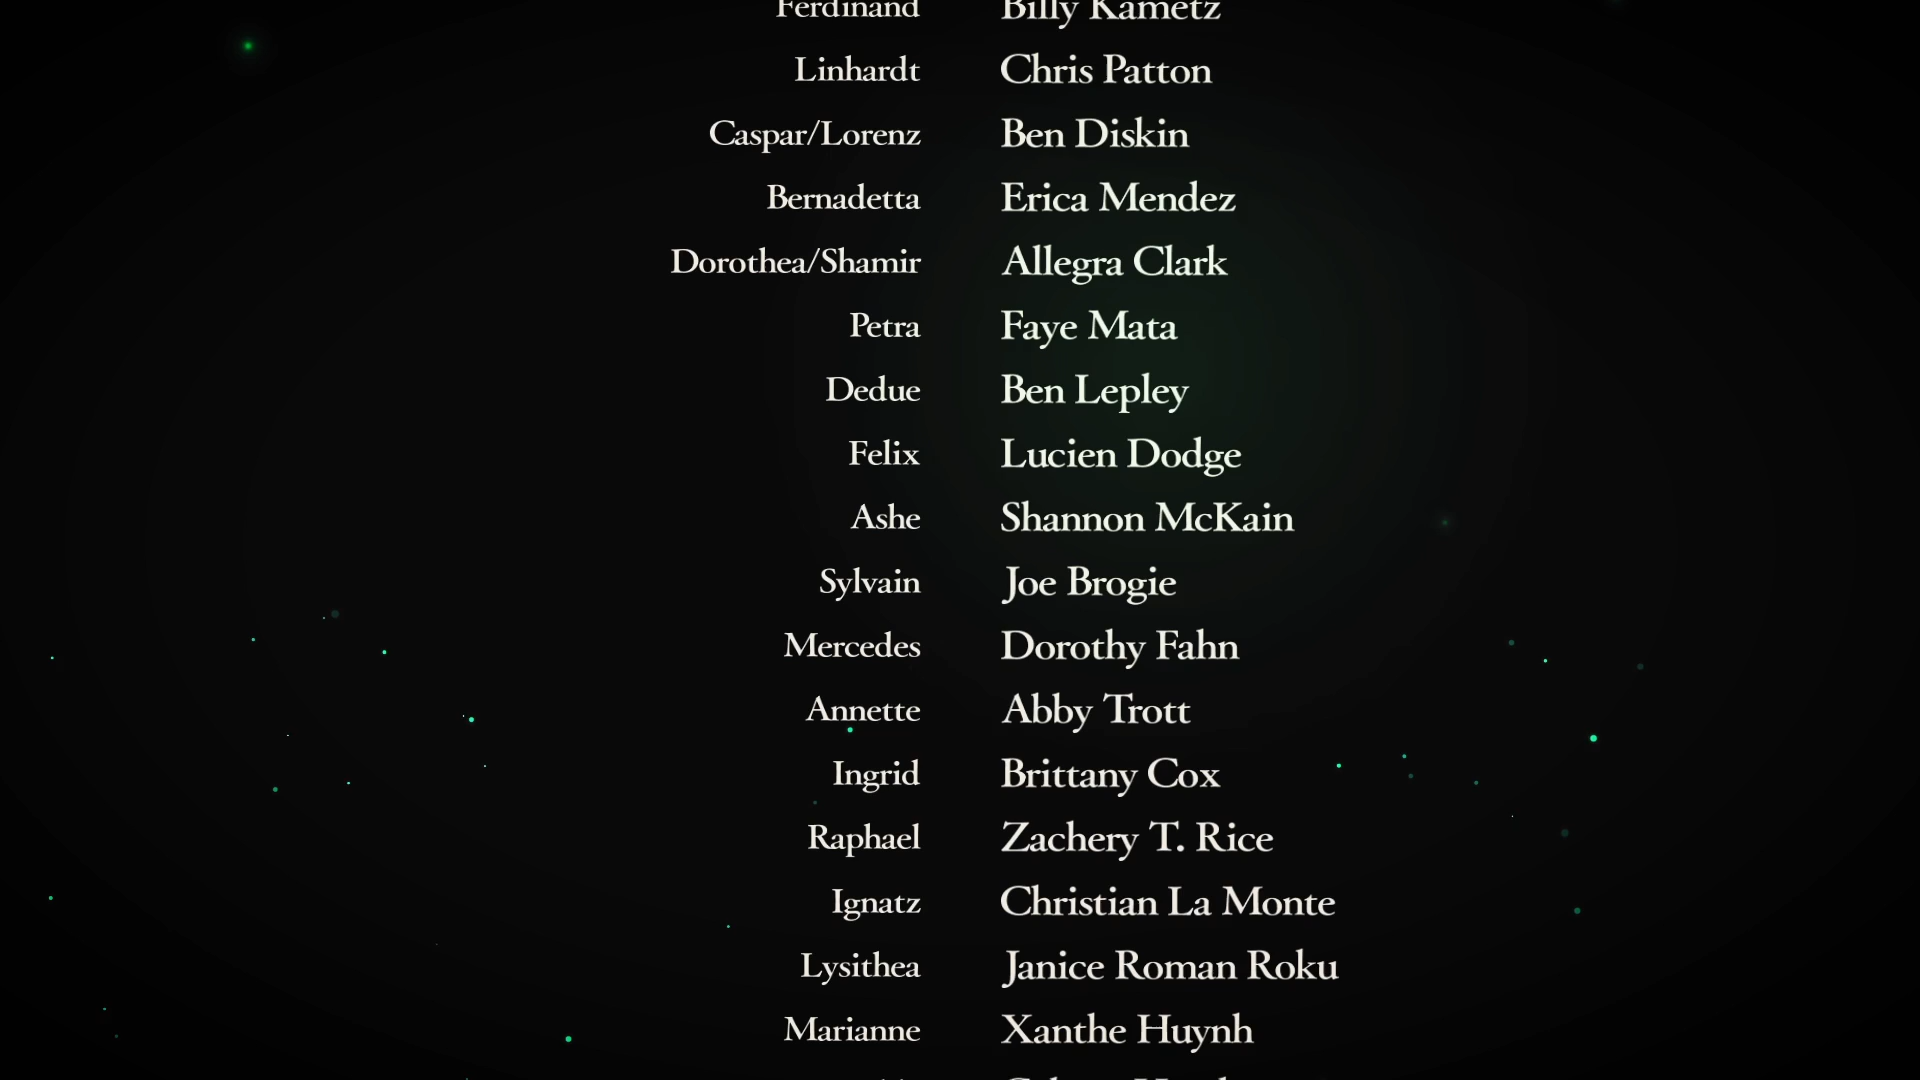 Ferdinand Billy Kametz
Linhardt Chris Patton
Caspar/Lorenz Ben Diskin
Bernadetta Erica Mendez
Dorothea/Shamir Allegra Clark
Petra Faye Mata
Dedue Ben Lepley
Felix Lucien Dodge
Ashe Shannon McKain
Sylvain Joe Brogie
Mercedes Dorothy Fahn
Annette Abby Trott
Ingrid Brittany Cox
Raphael Zachery T. Rice
Ignatz Christian La Monte
Lysithea Janice Roman Roku
Marianne Xanthe Huynh